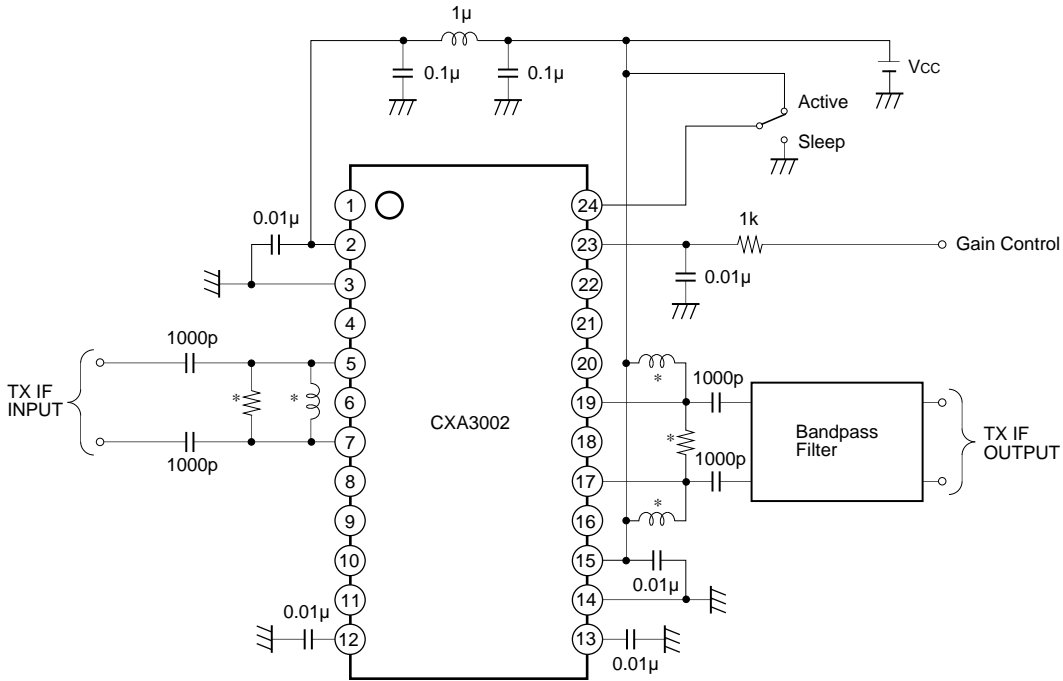 1μ
0.1μ
0.1μ
VCC
Active
Sleep
1
24
1k
0.01μ
2
23
Gain Control
0.01μ
3
22
4
21
1000p
5
20
*
1000p
TX IF
INPUT
*
*
6
19
CXA3002
18
*
Bandpass
Filter
TX IF
OUTPUT
7
1000p
1000p
17
8
*
9
16
10
15
0.01μ
11
14
0.01μ
12
13
0.01μ